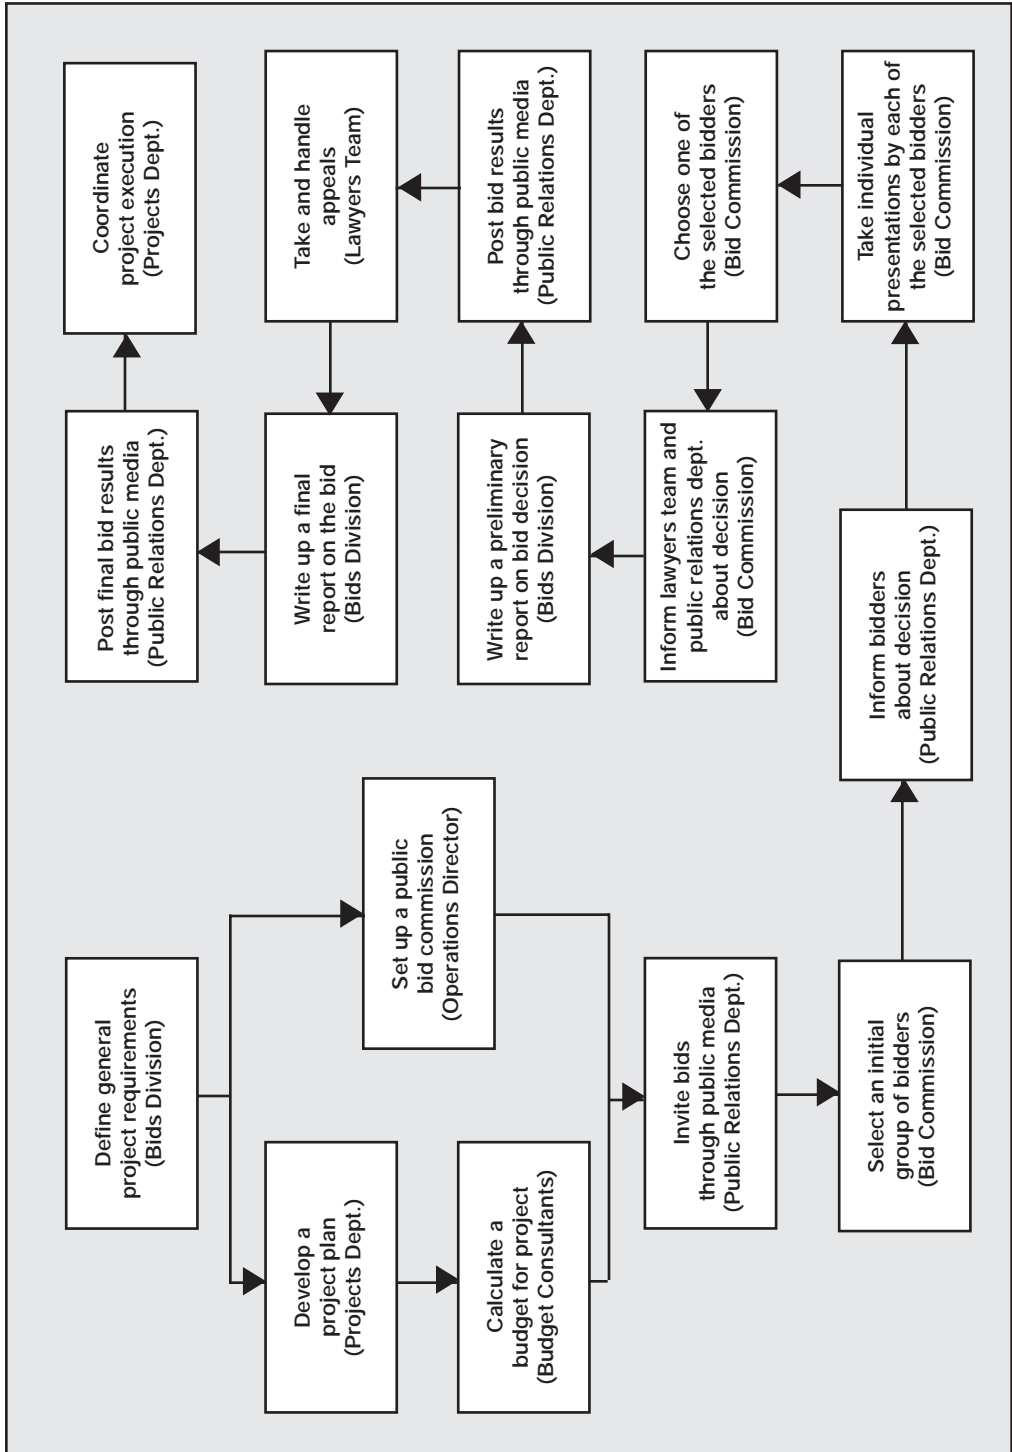 Define general
project requirements
(Bids Division)
Develop a
project plan
(Projects Dept.)
Set up a public
bid commission
(Operations Director)
Calculate a
budget for project
(Budget Consultants)
Invite bids
through public media
(Public Relations Dept.)
Select an initial
group of bidders
(Bid Commission)
Inform bidders
about decision
(Public Relations Dept.)
Take individual
presentations by each of
the selected bidders
(Bid Commission)
Choose one of
the selected bidders
(Bid Commission)
Inform lawyers team and
public relations dept.
about decision
(Bid Commission)
Write up a preliminary
report on bid decision
(Bids Division)
Post bid results
through public media
(Public Relations Dept.)
Take and handle
appeals
(Lawyers Team)
Write up a final
report on the bid
(Bids Division)
Post final bid results
through public media
(Public Relations Dept.)
Coordinate
project execution
(Projects Dept.)